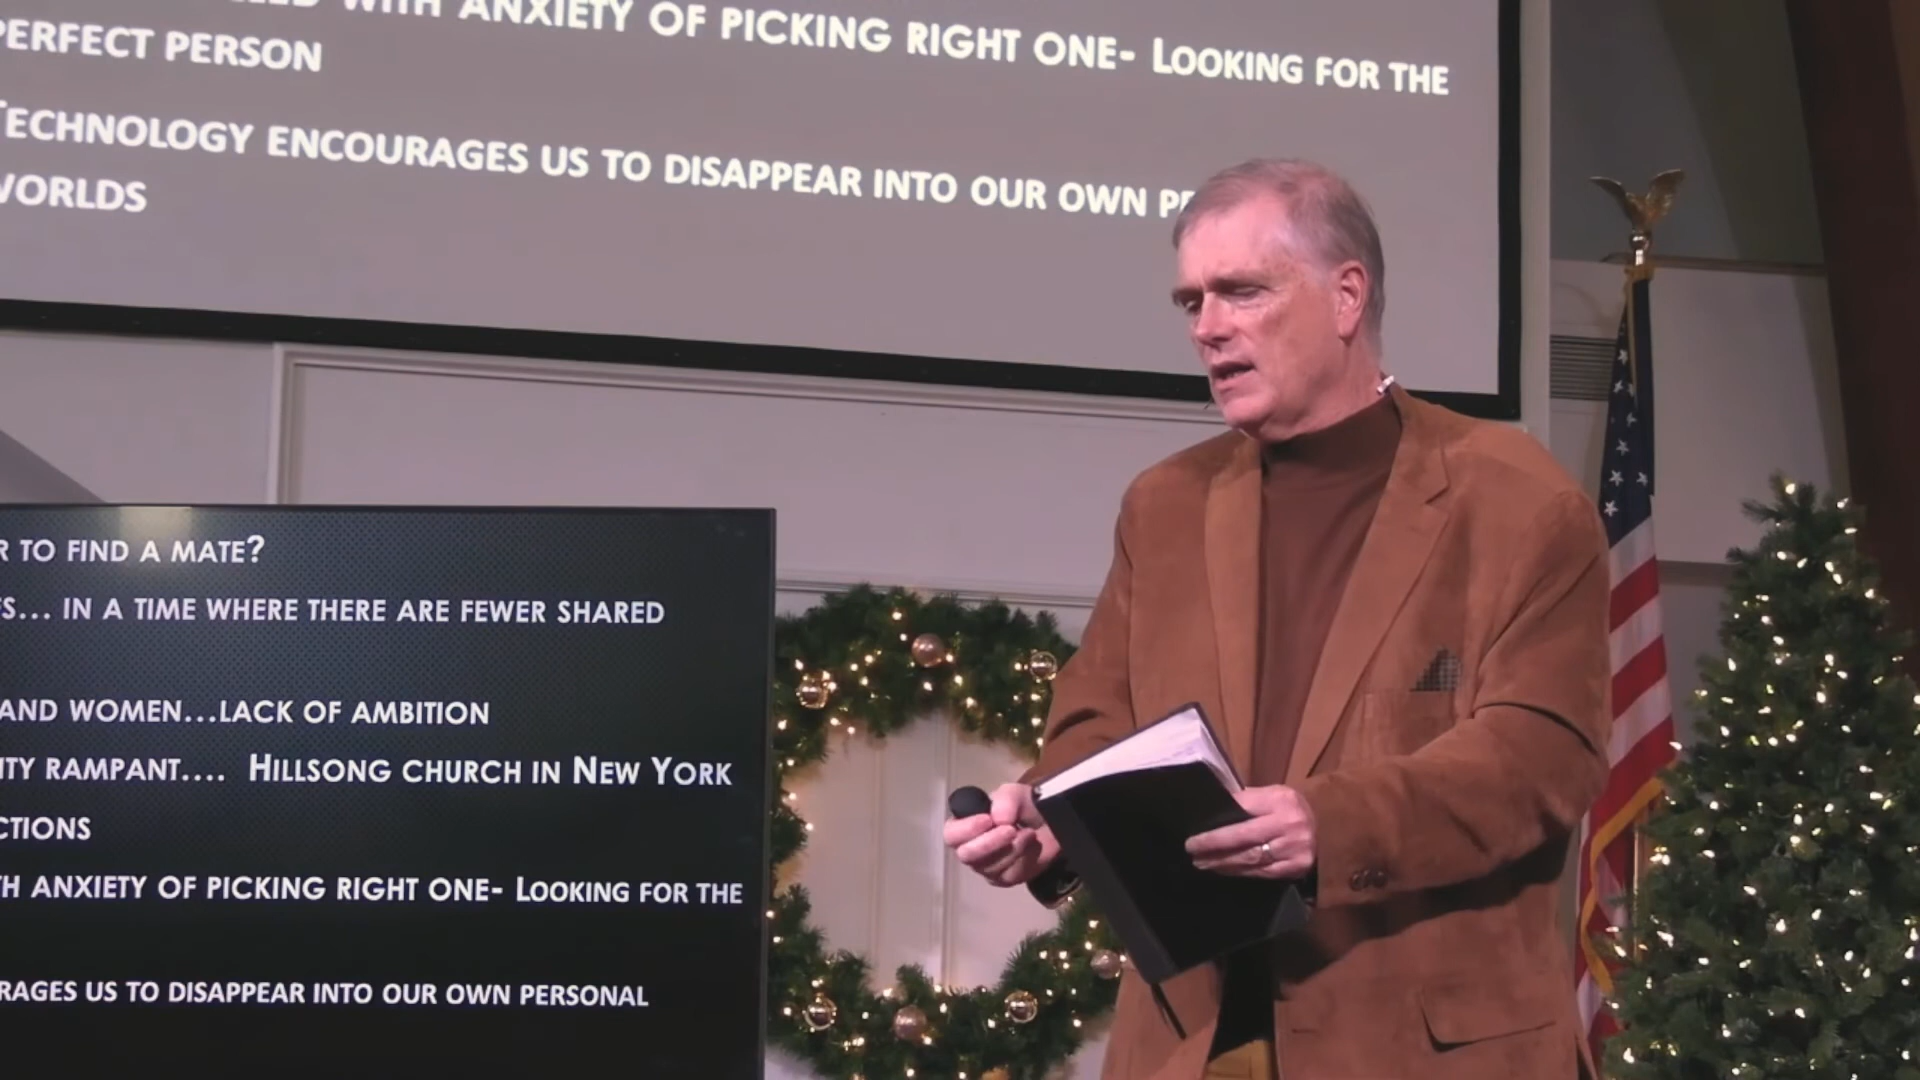 WITH ANXIETY OF PICKING RIGHT ONE- LOOKING FOR THE
PERFECT PERSON
TECHNOLOGY ENCOURAGES US TO DISAPPEAR INTO OUR OWN
WORLDS
TO FIND A MATE?
... IN A TIME WHERE THERE ARE FEWER SHARED
AND WOMEN...LACK OF AMBITION
RAMPANT.... HILLSONG CHURCH IN NEW YORK
ANXIETY OF PICKING RIGHT ONE- LOOKING FOR THE
US TO DISAPPEAR INTO OUR OWN PERSONAL